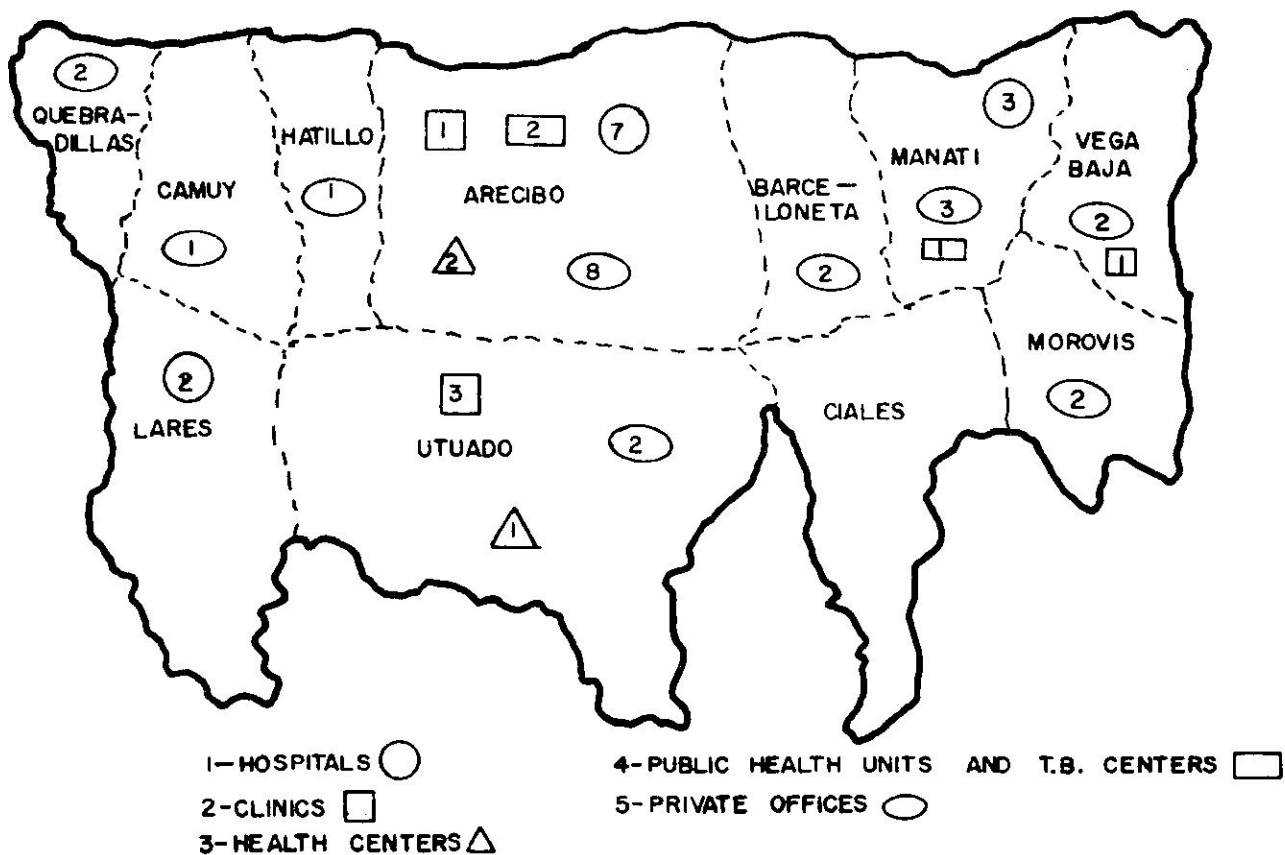 2
QUEBRA-
DILLAS
CAMUY
1
HATILLO
1
1 2 7
ARECIBO
2 8
BARCE-
LONETA
2
3
MANATI
3
1
VEGA
BAJA
2
1
2
LARES
3
UTUADO
2
1
CIALES
MOROVIS
2
1-HOSPITALS
2-CLINICS
3-HEALTH CENTERS
4-PUBLIC HEALTH UNITS AND T.B. CENTERS
5-PRIVATE OFFICES